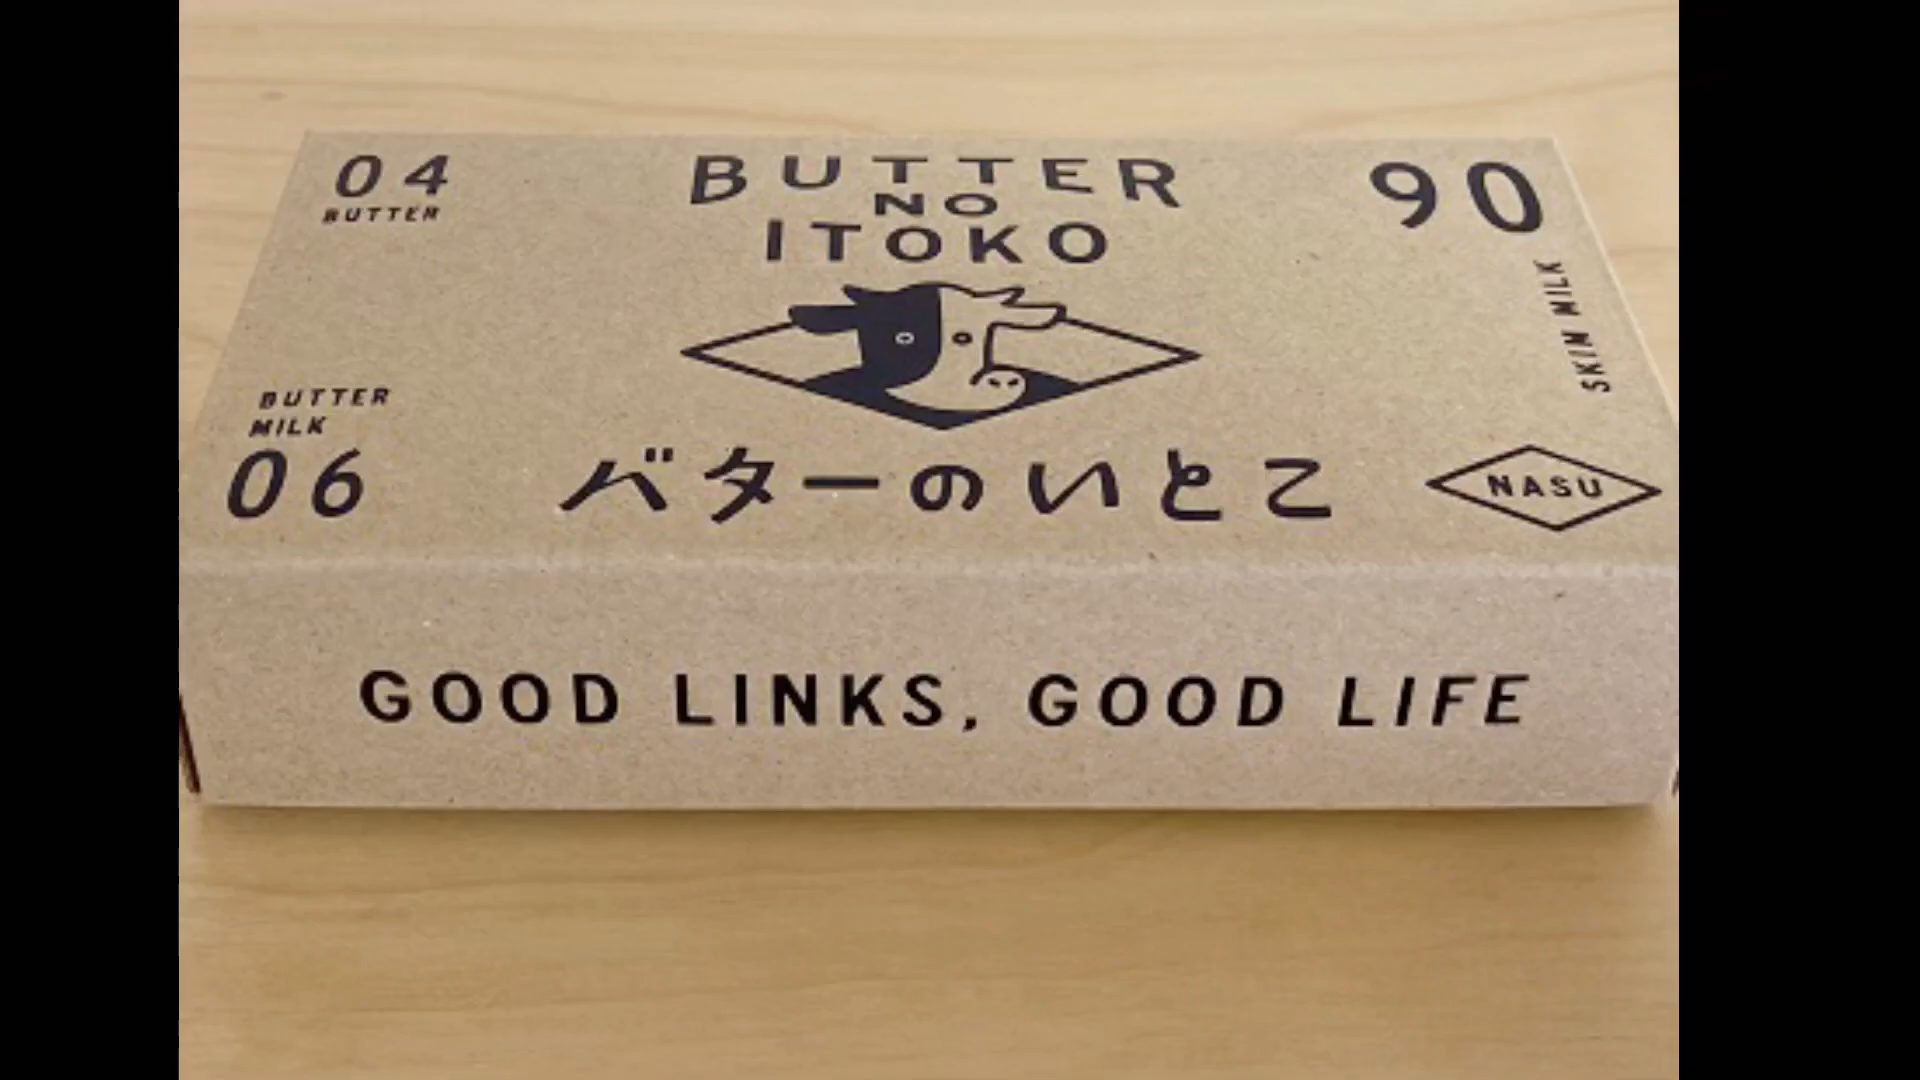 04
BUTTER
BUTTER
NO
ITOKO
90
SKIM MILK
BUTTER
MILK
06
バターのいとこ
NASU
GOOD LINKS, GOOD LIFE